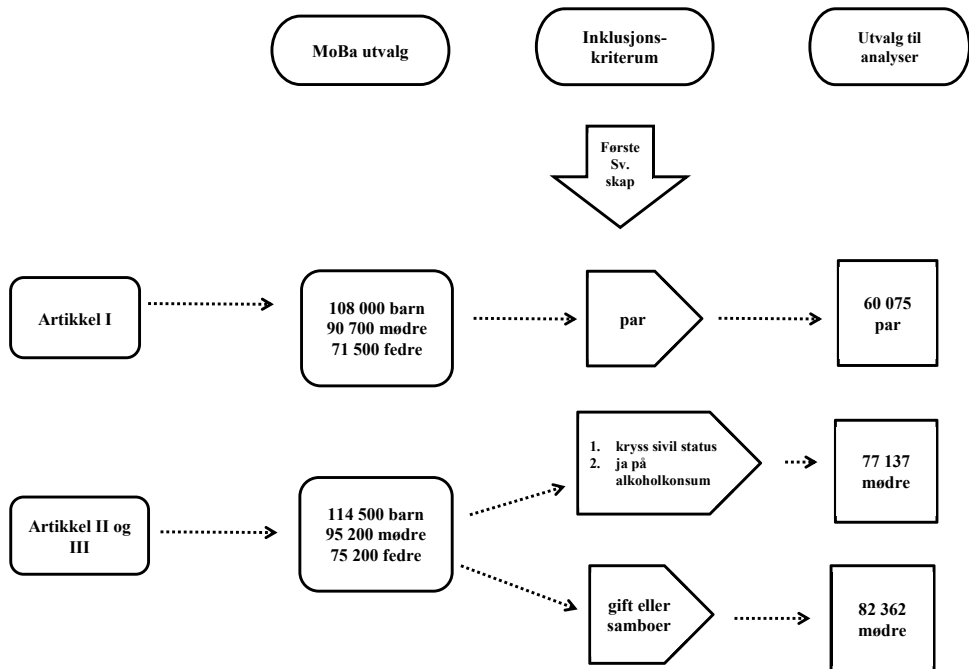 MoBa utvalg
Inklusjons-
kriterum
Utvalg til
analyser
Første
Sv.
skap
Artikkel I
108 000 barn
90 700 mødre
71 500 fedre
par
60 075
par
Artikkel II og
III
114 500 barn
95 200 mødre
75 200 fedre
1. kryss sivil status
2. ja på
alkoholkonsum
77 137
mødre
gift eller
samboer
82 362
mødre